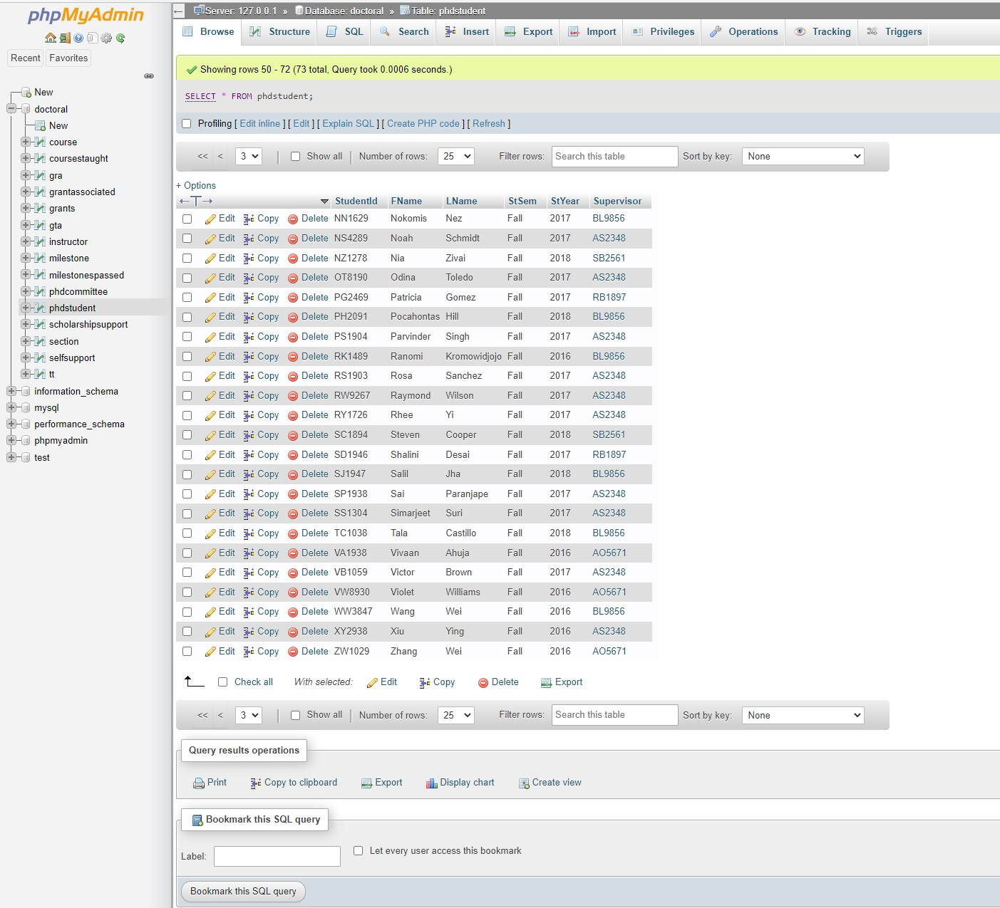 phpMyAdmin
Recent Favorites
New
doctoral
New
course
coursestaught
gra
grantassociated
grants
gta
instructor
milestone
milestonespassed
phdcommittee
phdstudent
scholarshipsupport
section
selfsupport
tt
information_schema
mysql
performance_schema
phpmyadmin
test
Server: 127.0.0.1 » Database: doctoral » Table: phdstudent
Browse Structure SQL Search Insert Export Import Privileges Operations Tracking Triggers
Showing rows 50 - 72 (73 total, Query took 0.0006 seconds.)
SELECT * FROM phdstudent;
Profiling [ Edit inline ] [ Edit ] [ Explain SQL ] [ Create PHP code ] [ Refresh ]
<< < 3 Show all Number of rows: 25 Filter rows: Search this table Sort by key: None
+ Options
StudentId FName LName StSem StYear Supervisor
Edit Copy Delete NN1629 Nokomis Nez Fall 2017 BL9856
Edit Copy Delete NS4289 Noah Schmidt Fall 2017 AS2348
Edit Copy Delete NZ1278 Nia Zivai Fall 2018 SB2561
Edit Copy Delete OT8190 Odina Toledo Fall 2017 AS2348
Edit Copy Delete PG2469 Patricia Gomez Fall 2017 RB1897
Edit Copy Delete PH2091 Pocahontas Hill Fall 2018 BL9856
Edit Copy Delete PS1904 Parvinder Singh Fall 2017 AS2348
Edit Copy Delete RK1489 Ranomi Kromowidjojo Fall 2016 BL9856
Edit Copy Delete RS1903 Rosa Sanchez Fall 2017 AS2348
Edit Copy Delete RW9267 Raymond Wilson Fall 2017 AS2348
Edit Copy Delete RY1726 Rhee Yi Fall 2017 AS2348
Edit Copy Delete SC1894 Steven Cooper Fall 2018 SB2561
Edit Copy Delete SD1946 Shalini Desai Fall 2017 RB1897
Edit Copy Delete SJ1947 Salil Jha Fall 2018 BL9856
Edit Copy Delete SP1938 Sai Paranjape Fall 2017 AS2348
Edit Copy Delete SS1304 Simarjeet Suri Fall 2017 AS2348
Edit Copy Delete TC1038 Tala Castillo Fall 2018 BL9856
Edit Copy Delete VA1938 Vivaan Ahuja Fall 2016 AO5671
Edit Copy Delete VB1059 Victor Brown Fall 2017 AS2348
Edit Copy Delete VW8930 Violet Williams Fall 2016 AO5671
Edit Copy Delete WW3847 Wang Wei Fall 2016 BL9856
Edit Copy Delete XY2938 Xiu Ying Fall 2016 AS2348
Edit Copy Delete ZW1029 Zhang Wei Fall 2016 AO5671
Check all With selected: Edit Copy Delete Export
<< < 3 Show all Number of rows: 25 Filter rows: Search this table Sort by key: None
Query results operations
Print Copy to clipboard Export Display chart Create view
Bookmark this SQL query
Label: Let every user access this bookmark
Bookmark this SQL query